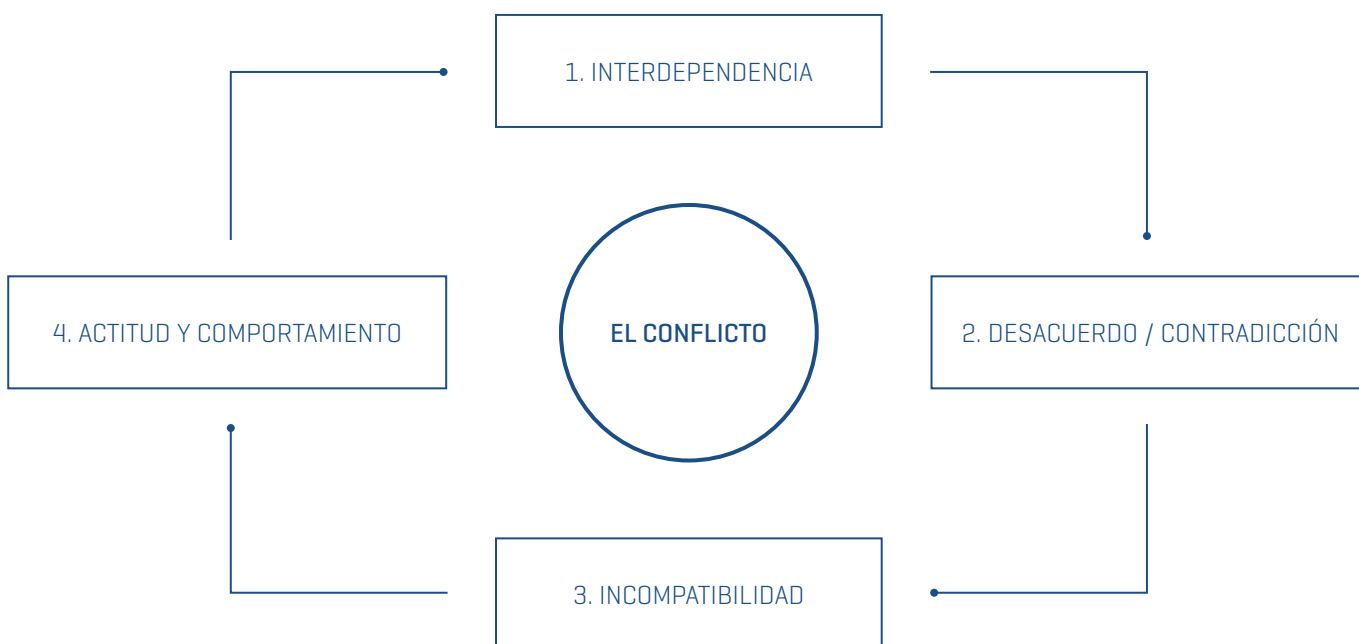 1. INTERDEPENDENCIA
4. ACTITUD Y COMPORTAMIENTO
EL CONFLICTO
2. DESACUERDO / CONTRADICCIÓN
3. INCOMPATIBILIDAD